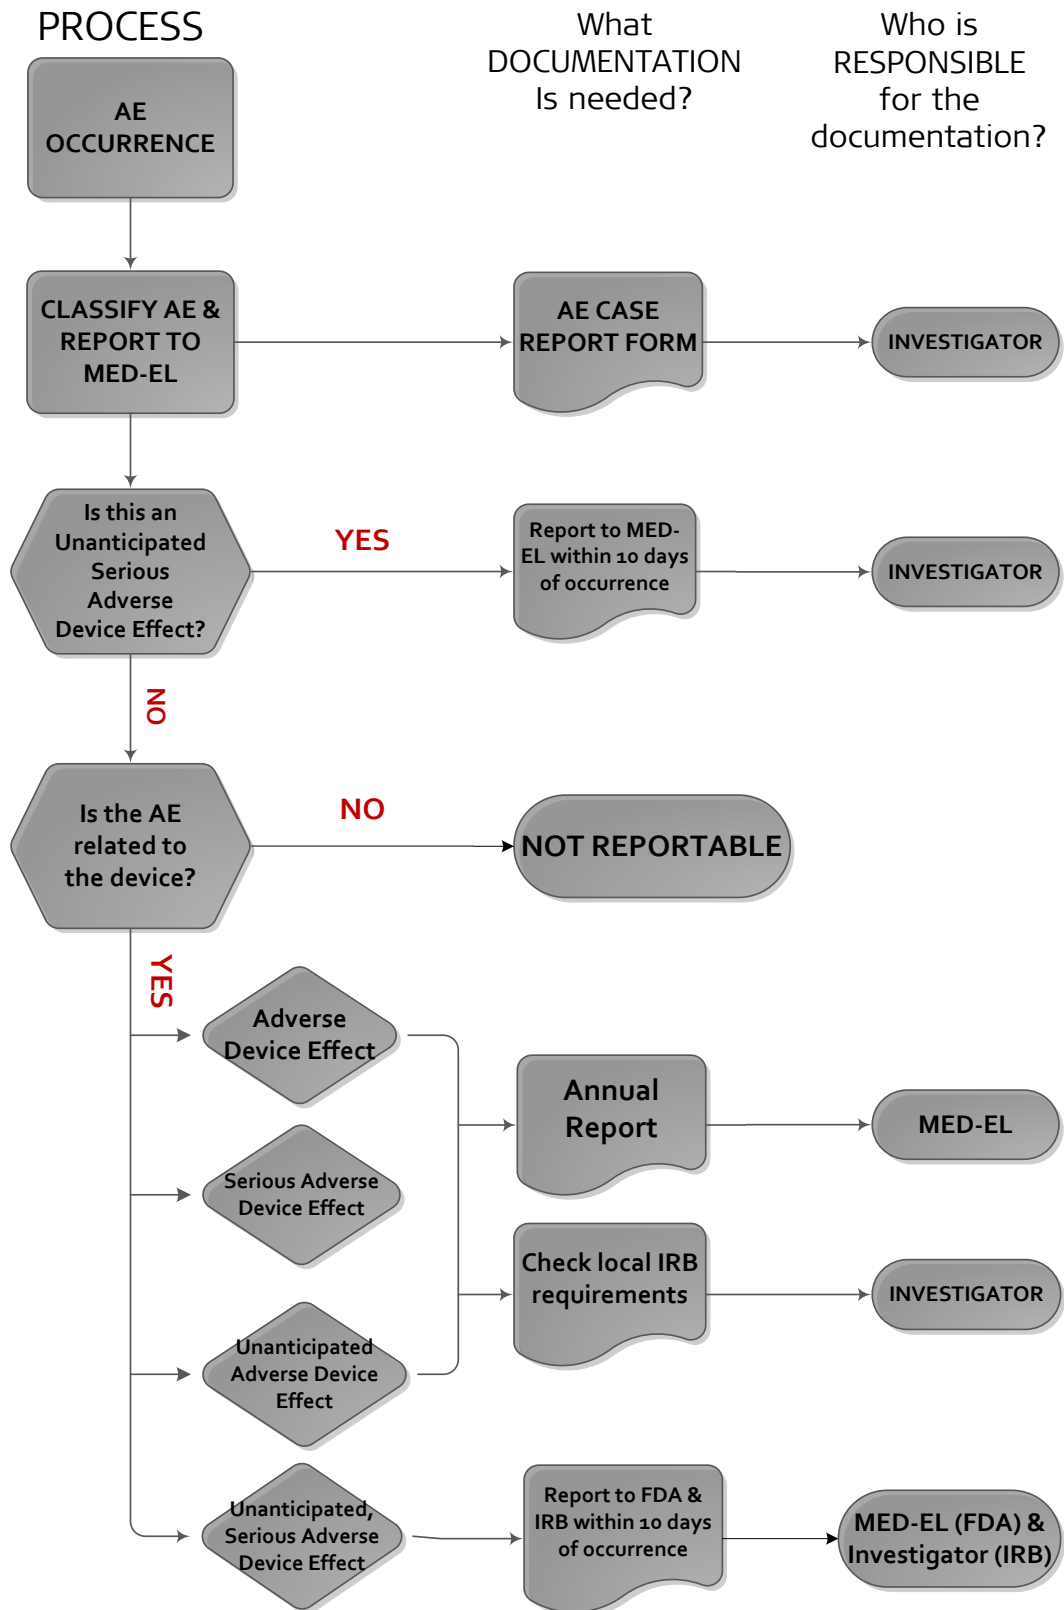 PROCESS
What
DOCUMENTATION
Is needed?
Who is
RESPONSIBLE
for the
documentation?
AE
OCCURRENCE
CLASSIFY AE &
REPORT TO
MED-EL
AE CASE
REPORT FORM
INVESTIGATOR
Is this an
Unanticipated
Serious
Adverse
Device Effect?
YES
Report to MED-
EL within 10 days
of occurrence
INVESTIGATOR
NO
Is the AE
related to
the device?
NO
NOT REPORTABLE
YES
Adverse
Device Effect
Annual
Report
MED-EL
Serious Adverse
Device Effect
Check local IRB
requirements
INVESTIGATOR
Unanticipated
Adverse Device
Effect
Unanticipated,
Serious Adverse
Device Effect
Report to FDA &
IRB within 10 days
of occurrence
MED-EL (FDA) &
Investigator (IRB)